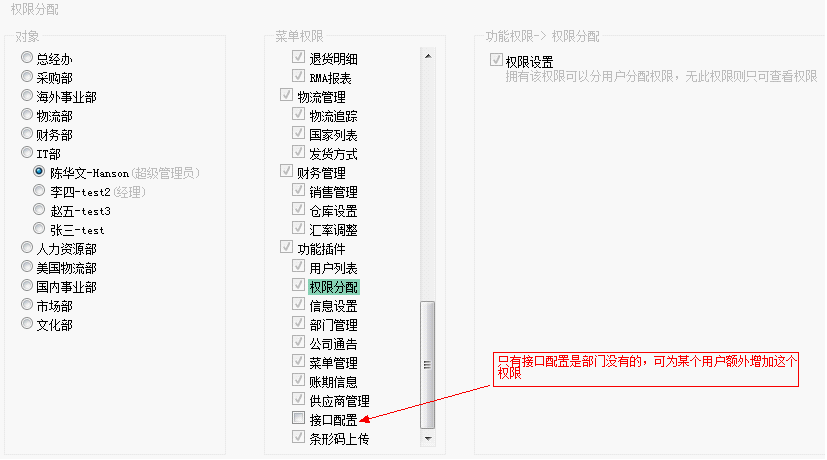 权限分配
对象
总经办
采购部
海外事业部
物流部
财务部
IT部
陈华文-Hanson(超级管理员)
李四-test2(经理)
赵五-test3
张三-test
人力资源部
美国物流部
国内事业部
市场部
文化部
菜单权限
退货明细
RMA报表
物流管理
物流追踪
国家列表
发货方式
财务管理
销售管理
仓库设置
汇率调整
功能插件
用户列表
权限分配
信息设置
部门管理
公司通告
菜单管理
账期信息
供应商管理
接口配置
条形码上传
功能权限-> 权限分配
权限设置
拥有该权限可以分用户分配权限，无此权限则只可查看权限
只有接口配置是部门没有的，可为某个用户额外增加这个
权限